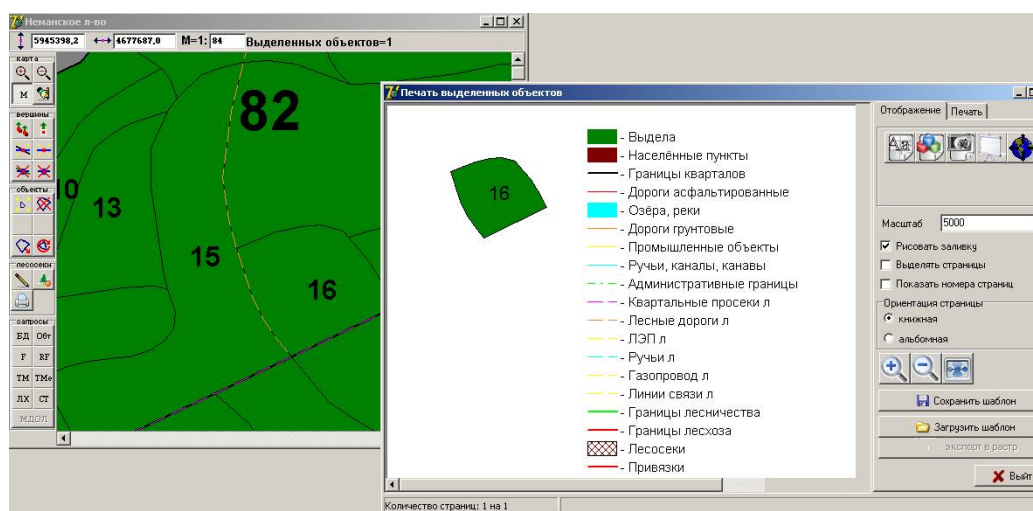 Неманское л-во
5945398,2 4677687,0 М=1: 84 Выделенных объектов=1
карта
М
вершины
объекты
лесосеки
запросы
БД Обт
F RF
ТМ ТМе
ЛХ СТ
МДОЛ
82
10
13
15
16
Печать выделенных объектов
16
- Выдела
- Населённые пункты
- Границы кварталов
- Дороги асфальтированные
- Озёра, реки
- Дороги грунтовые
- Промышленные объекты
- Ручьи, каналы, канавы
- Административные границы
- Квартальные просеки л
- Лесные дороги л
- ЛЭП л
- Ручьи л
- Газопровод л
- Линии связи л
- Границы лесничества
- Границы лесхоза
- Лесосеки
- Привязки
Отображение Печать
Масштаб 5000
Рисовать заливку
Выделять страницы
Показать номера страниц
Ориентация страницы
книжная
альбомная
Сохранить шаблон
Загрузить шаблон
экспорт в растр
Выйт
Количество страниц: 1 на 1